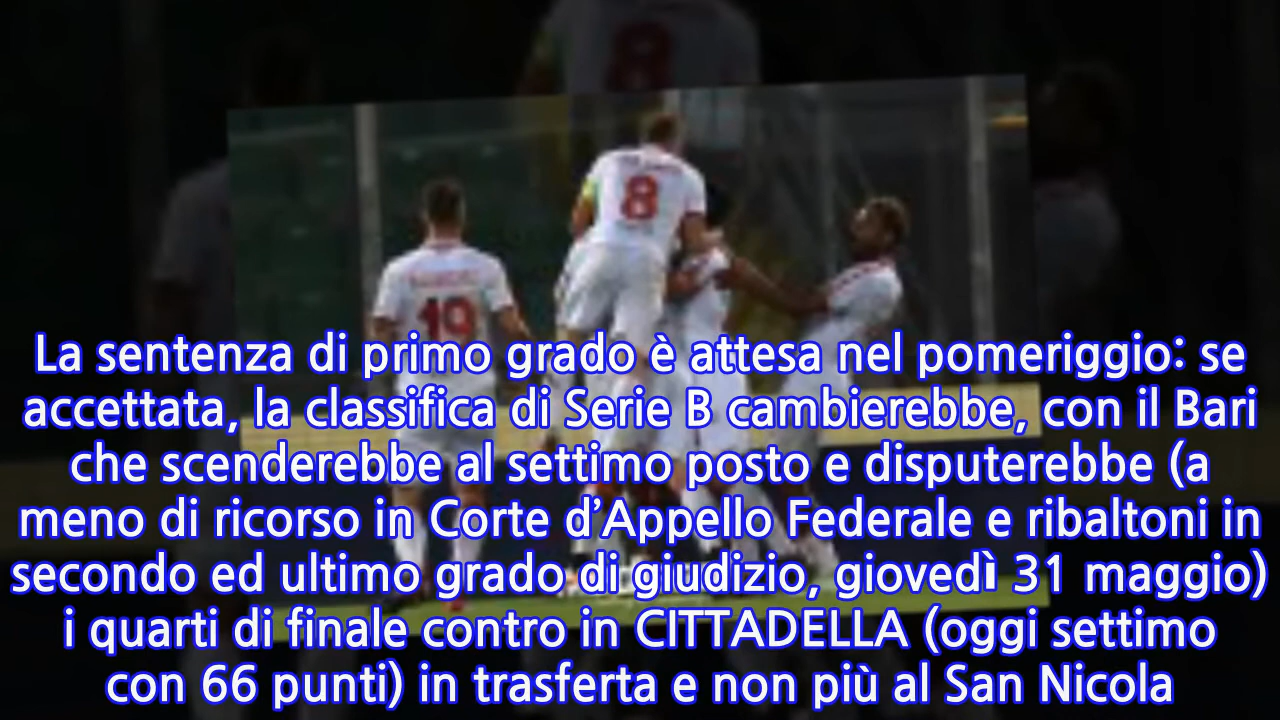 8
19
La sentenza di primo grado è attesa nel pomeriggio: se
accettata, la classifica di Serie B cambierebbe, con il Bari
che scenderebbe al settimo posto e disputerebbe (a
meno di ricorso in Corte d'Appello Federale e ribaltoni in
secondo ed ultimo grado di giudizio, giovedì 31 maggio)
i quarti di finale contro in CITTADELLA (oggi settimo
con 66 punti) in trasferta e non più al San Nicola